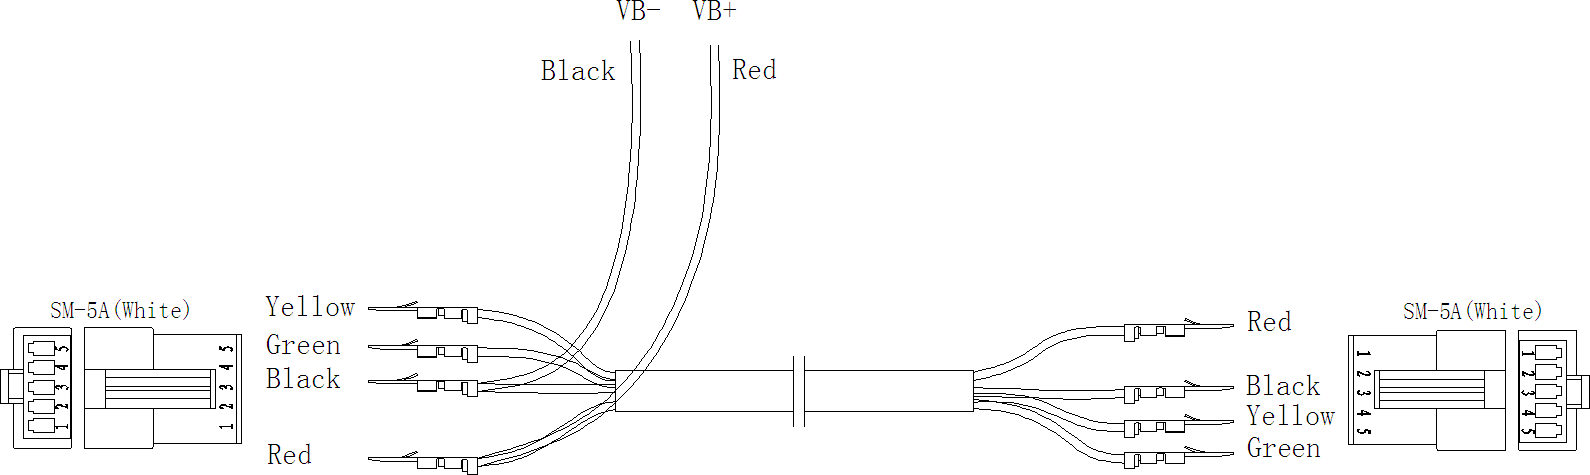 VB- VB+
Black Red
SM-5A(White)
Yellow
Green
Black
Red
5
4
3
2
1
5
4
3
2
1
SM-5A(White)
Red
Black
Yellow
Green
1
2
3
4
5
1
2
3
4
5